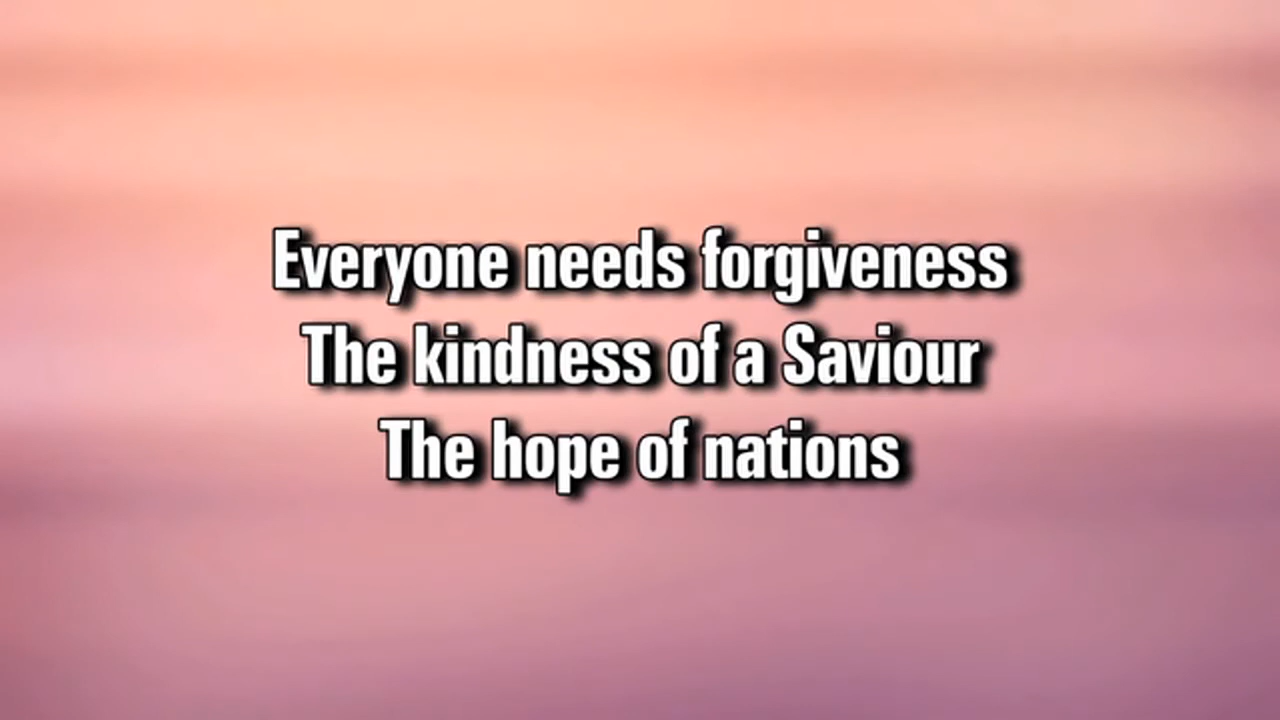 Everyone needs forgiveness
The kindness of a Saviour
The hope of nations